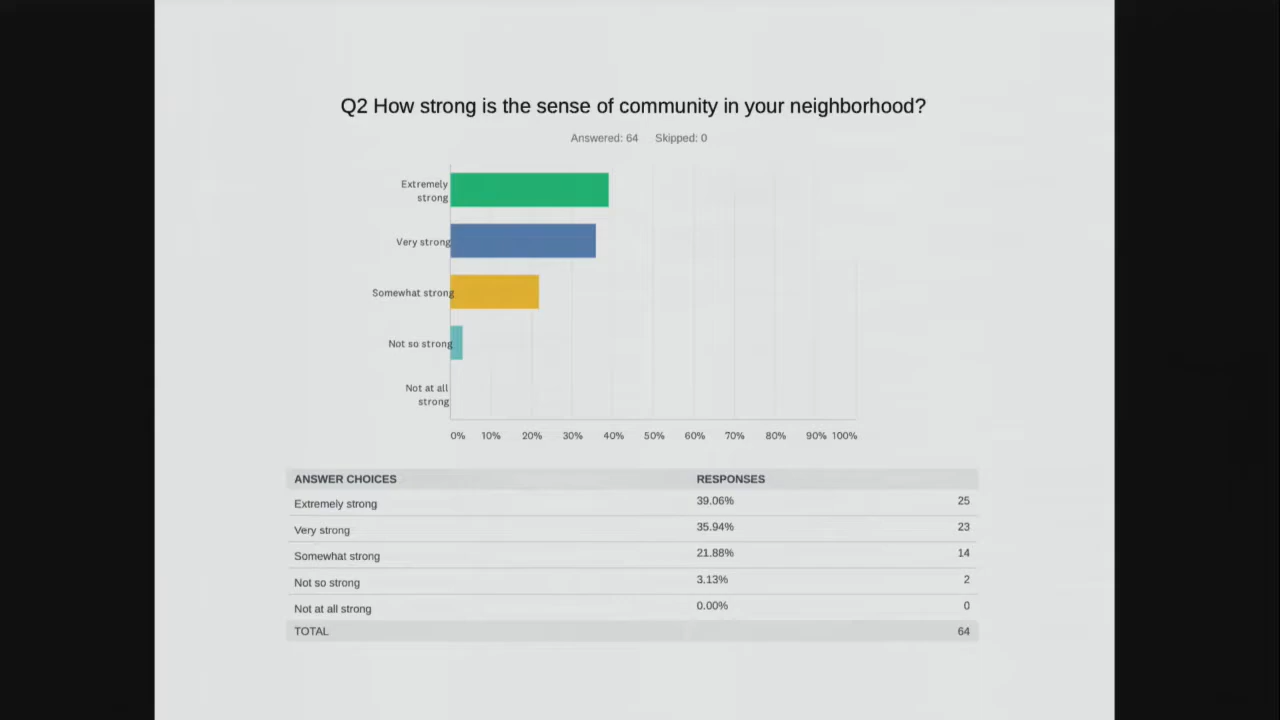 Q2 How strong is the sense of community in your neighborhood?
Answered: 64 Skipped: 0
Extremely
strong
Very strong
Somewhat strong
Not so strong
Not at all
strong
0% 10% 20% 30% 40% 50% 60% 70% 80% 90% 100%
ANSWER CHOICES RESPONSES
Extremely strong 39.06% 25
Very strong 35.94% 23
Somewhat strong 21.88% 14
Not so strong 3.13% 2
Not at all strong 0.00% 0
TOTAL 64